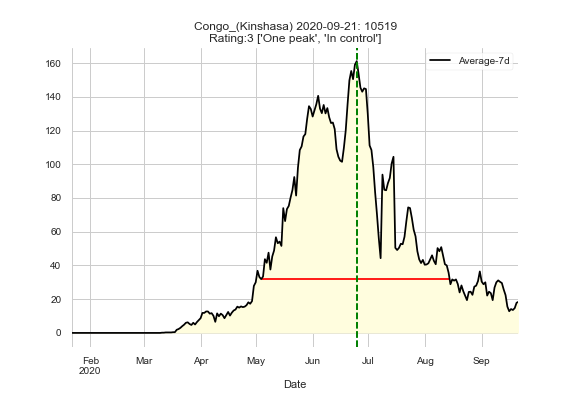 Congo_(Kinshasa) 2020-09-21: 10519
Rating:3 ['One peak', 'In control']
Average-7d
160
140
120
100
80
60
40
20
0
Feb
2020
Mar
Apr
May
Jun
Jul
Aug
Sep
Date